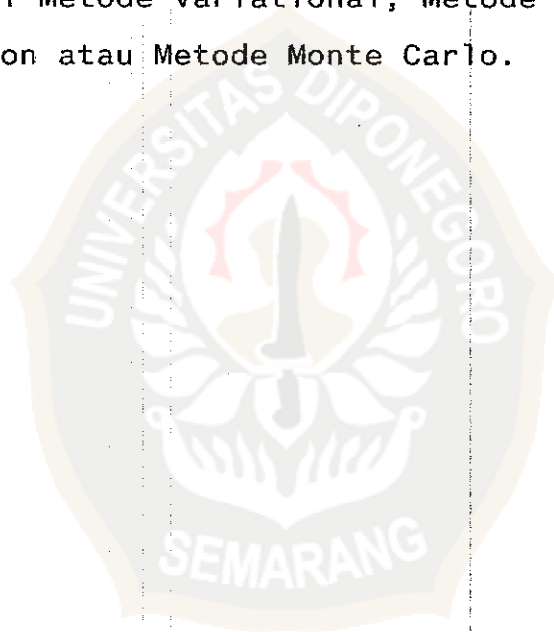 Metode Variational, Metode
on atau Metode Monte Carlo.
UNIVERSITAS DIPONEGORO
SEMARANG